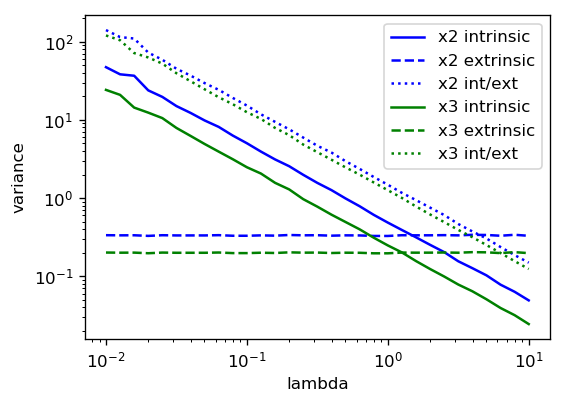 10²
10¹
10⁰
10⁻¹
variance
x2 intrinsic
x2 extrinsic
x2 int/ext
x3 intrinsic
x3 extrinsic
x3 int/ext
10⁻²
10⁻¹
10⁰
10¹
lambda